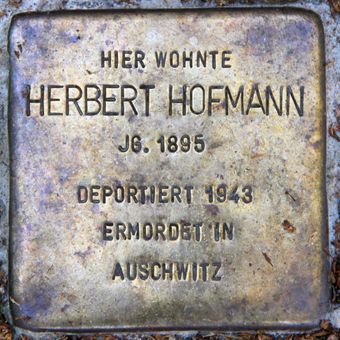 HIER WOHNTE
HERBERT HOFMANN
JG. 1895
DEPORTIERT 1943
ERMORDET IN
AUSCHWITZ